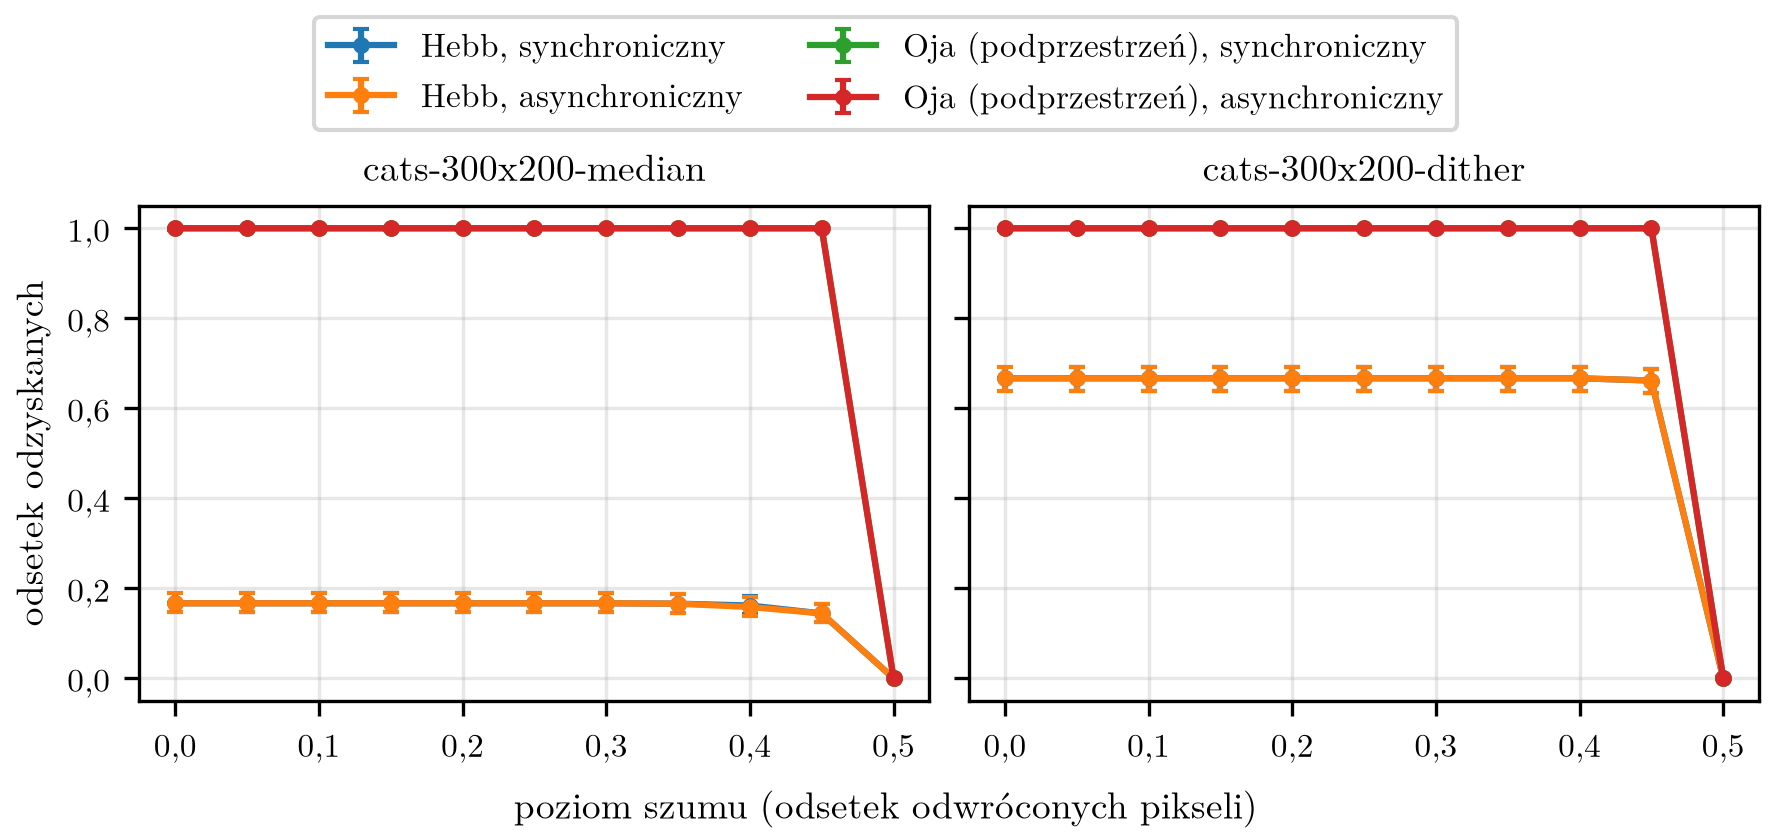 Hebb, synchroniczny
Hebb, asynchroniczny
Oja (podprzestrzeń), synchroniczny
Oja (podprzestrzeń), asynchroniczny
cats-300x200-median
cats-300x200-dither
odsetek odzyskanych
1,0
0,8
0,6
0,4
0,2
0,0
0,0 0,1 0,2 0,3 0,4 0,5
0,0 0,1 0,2 0,3 0,4 0,5
poziom szumu (odsetek odwróconych pikseli)